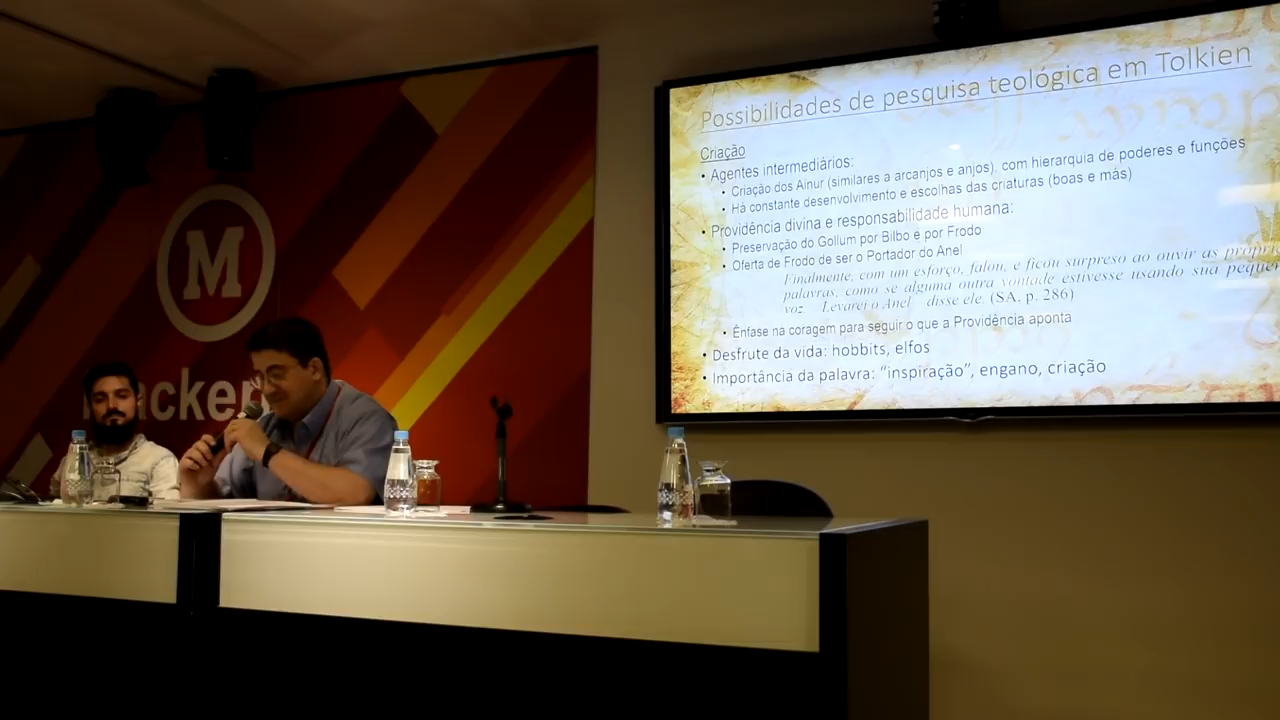 Possibilidades de pesquisa teológica em Tolkien
Criação
• Agentes intermediários:
• Criação dos Ainur (similares a arcanjos e anjos), com hierarquia de poderes e funções
• Há constante desenvolvimento e escolhas das criaturas (boas e más)
• Providência divina e responsabilidade humana:
• Preservação do Gollum por Bilbo e por Frodo
• Oferta de Frodo de ser o Portador do Anel
Finalmente, com um esforço, falou, e ficou surpreso ao ouvir as
palavras, como se alguma outra vontade estivesse usando sua
voz. Levarei o Anel disse ele. (SA, p. 286)
• Ênfase na coragem para seguir o que a Providência aponta
• Desfrute da vida: hobbits, elfos
• Importância da palavra: "inspiração", engano, criação
M